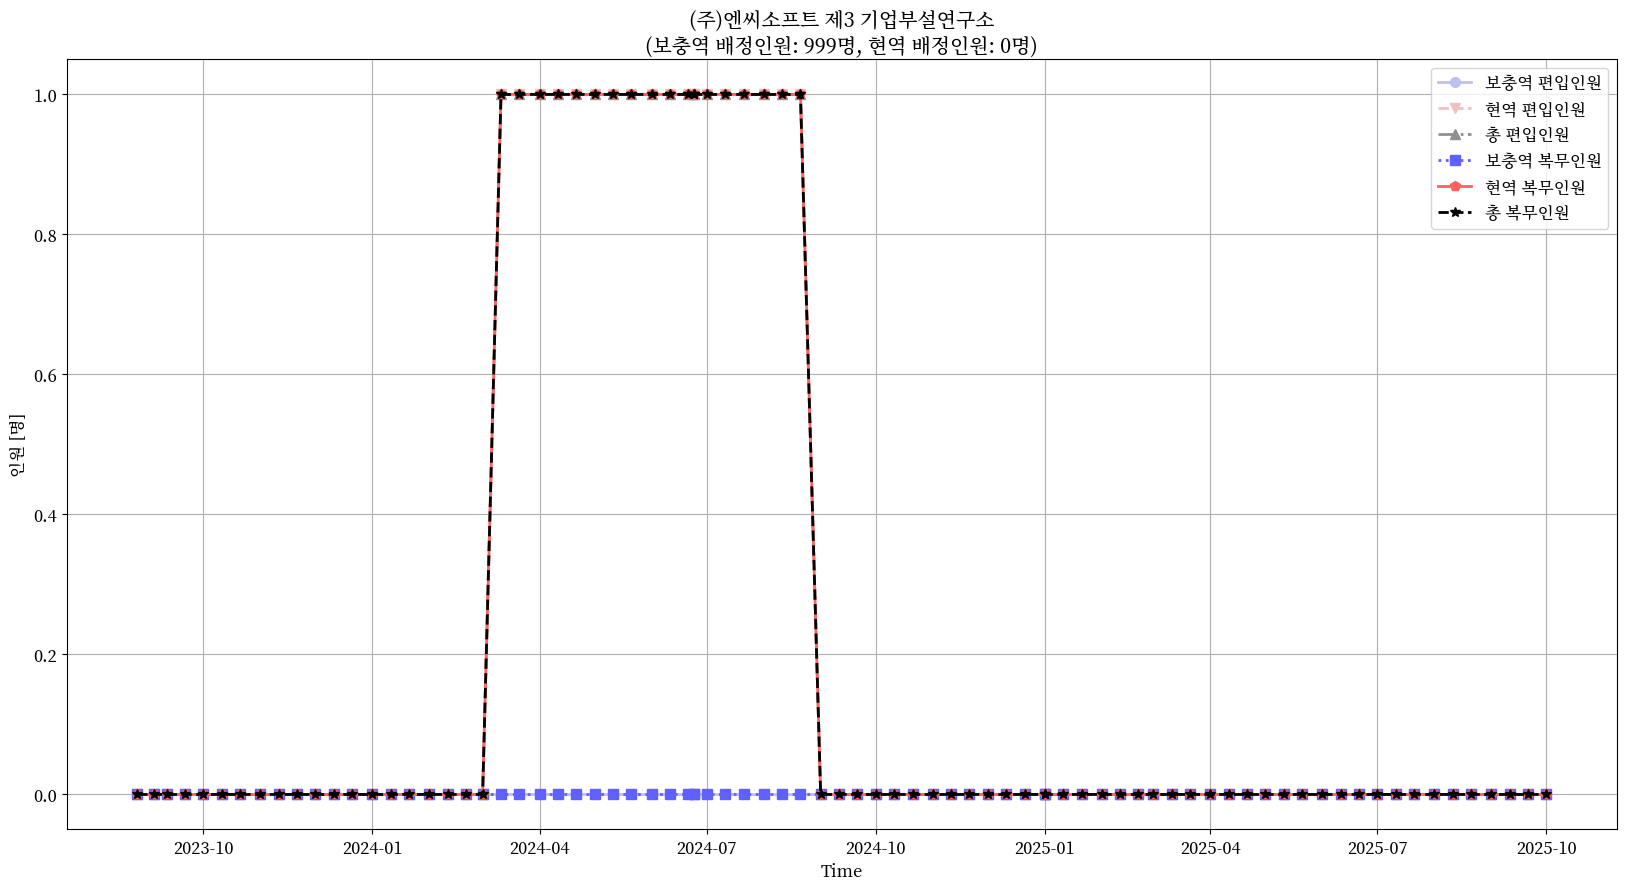 (주)엔씨소프트 제3 기업부설연구소
(보충역 배정인원: 999명, 현역 배정인원: 0명)
보충역 편입인원
현역 편입인원
총 편입인원
보충역 복무인원
현역 복무인원
총 복무인원
인원 [명]
1.0
0.8
0.6
0.4
0.2
0.0
2023-10
2024-01
2024-04
2024-07
2024-10
2025-01
2025-04
2025-07
2025-10
Time